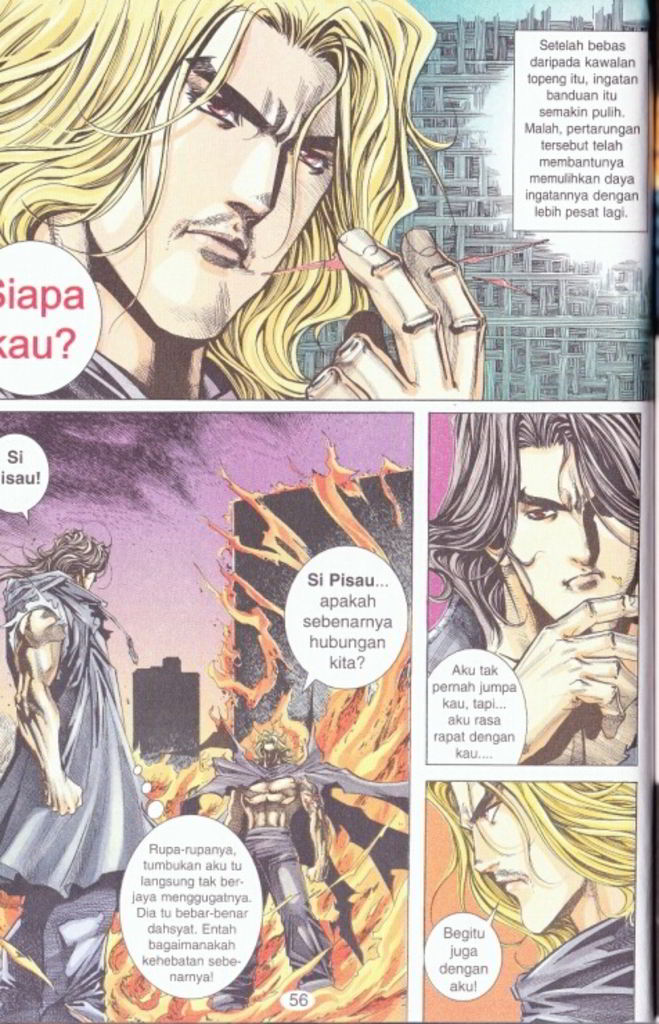 Setelah bebas
daripada kawalan
topeng itu, ingatan
banduan itu
semakin pulih.
Malah, pertarungan
tersebut telah
membantunya
memulihkan daya
ingatannya dengan
lebih pesat lagi.
Siapa
kau?
Si
isau!
Si Pisau...
apakah
sebenarnya
hubungan
kita?
Aku tak
pernah jumpa
kau, tapi...
aku rasa
rapat dengan
kau....
Rupa-rupanya,
tumbukan aku tu
langsung tak ber-
jaya menggugatnya.
Dia tu bebar-benar
dahsyat. Entah
bagaimanakah
kehebatan sebe-
narnya!
Begitu
juga
dengan
aku!
56